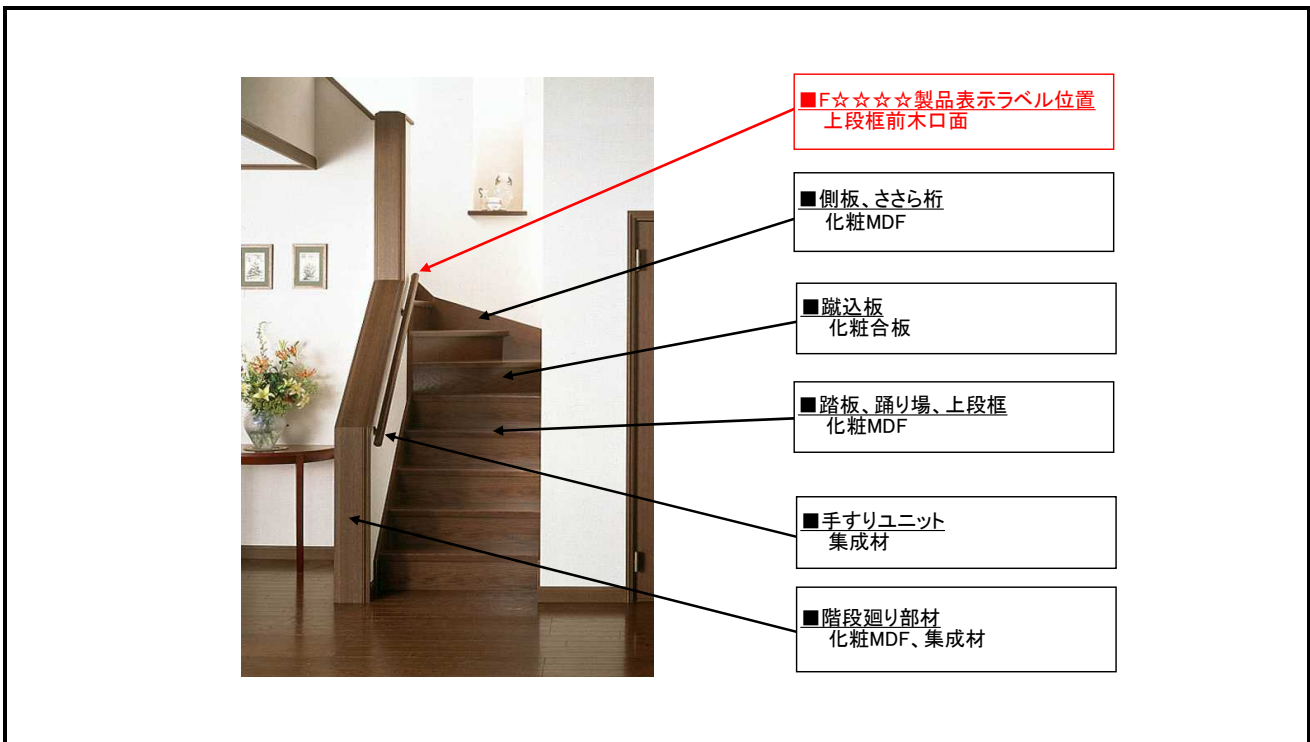 ■F☆☆☆☆製品表示ラベル位置
上段框前木口面
■側板、ささら桁
化粧MDF
■蹴込板
化粧合板
■踏板、踊り場、上段框
化粧MDF
■手すりユニット
集成材
■階段廻り部材
化粧MDF、集成材